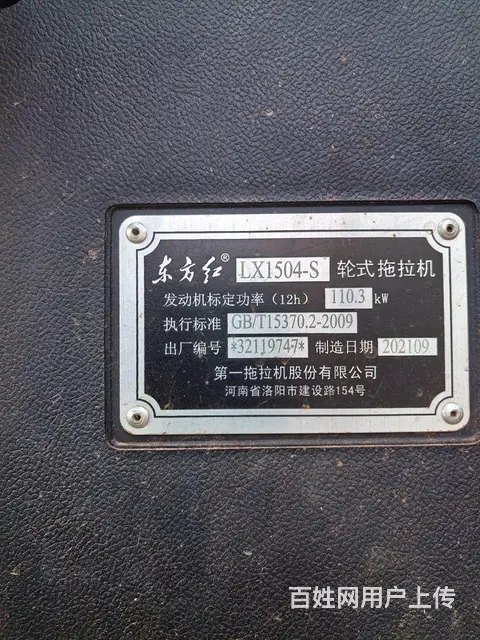 东方红® LX1504-S 轮式拖拉机
发动机标定功率（12h） 110.3 kW
执行标准 GB/T15370.2-2009
出厂编号 *32119747* 制造日期 202109
第一拖拉机股份有限公司
河南省洛阳市建设路154号
百姓网用户上传